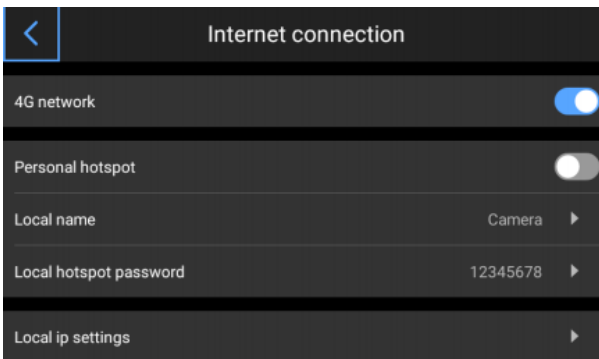 Internet connection
4G network
Personal hotspot
Local name Camera
Local hotspot password 12345678
Local ip settings